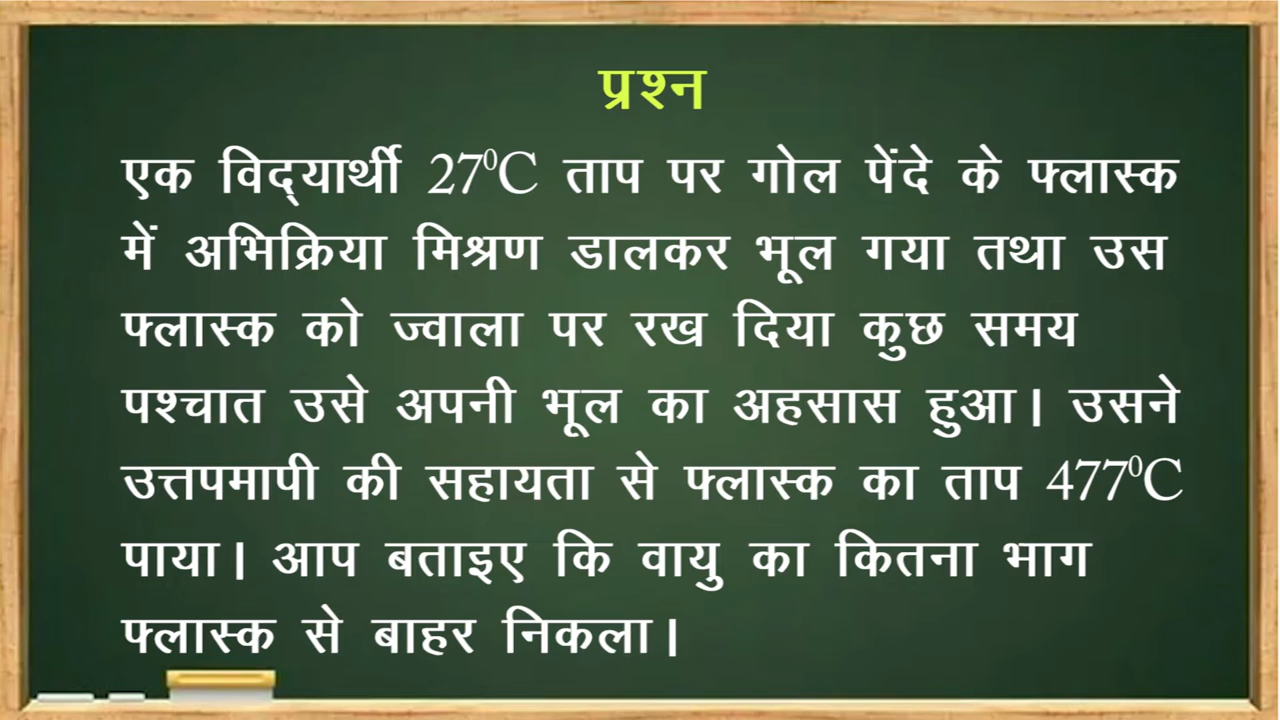 प्रश्न
एक विद्‌यार्थी 27⁰C ताप पर गोल पेंदे के फ्लास्क
में अभिक्रिया मिश्रण डालकर भूल गया तथा उस
फ्लास्क को ज्वाला पर रख दिया कुछ समय
पश्चात उसे अपनी भूल का अहसास हुआ। उसने
उत्तपमापी की सहायता से फ्लास्क का ताप 477⁰C
पाया। आप बताइए कि वायु का कितना भाग
फ्लास्क से बाहर निकला।